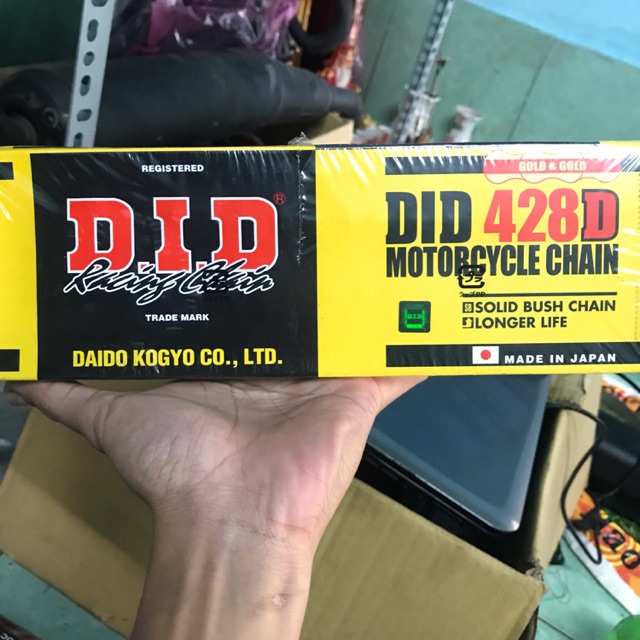 REGISTERED
D.I.D®
Racing Chain
TRADE MARK
DAIDO KOGYO CO., LTD.
GOLD & GOLD
DID 428D
MOTORCYCLE CHAIN
SOLID BUSH CHAIN
LONGER LIFE
D.I.D
MADE IN JAPAN